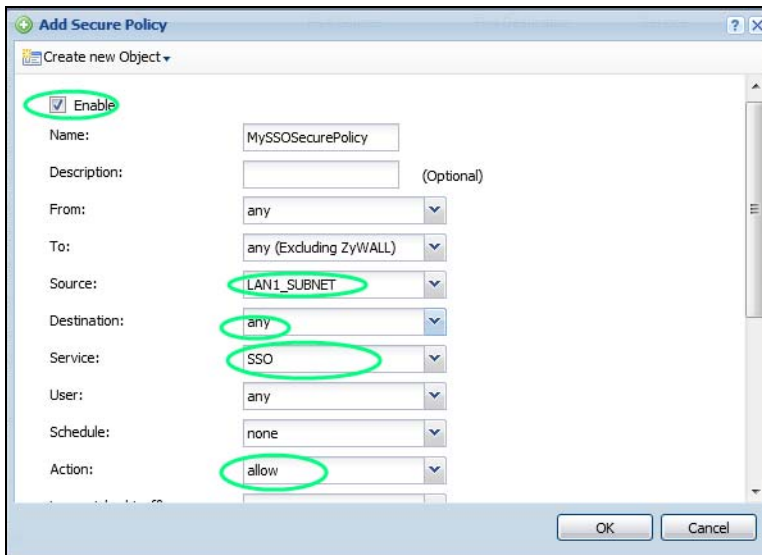 Add Secure Policy
Create new Object
Enable
Name: MySSOSecurePolicy
Description: (Optional)
From: any
To: any (Excluding ZyWALL)
Source: LAN1_SUBNET
Destination: any
Service: SSO
User: any
Schedule: none
Action: allow
OK Cancel